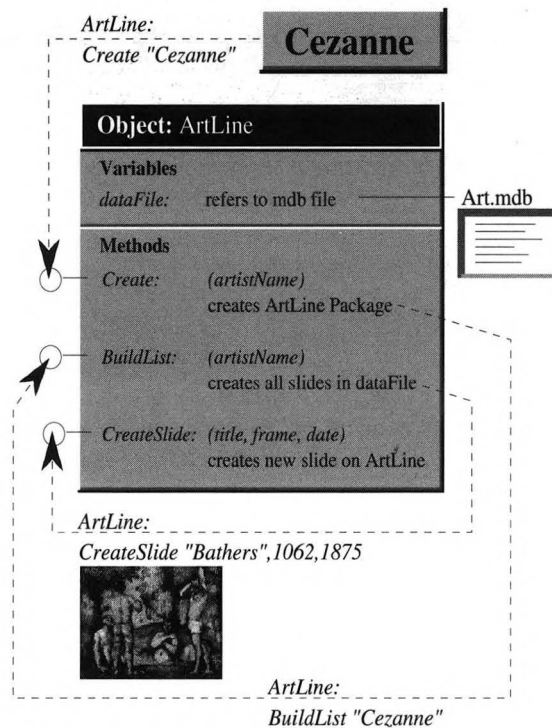 ArtLine:
Create "Cezanne"
Cezanne
Object: ArtLine
Variables
dataFile: refers to mdb file
Art.mdb
Methods
Create: (artistName)
creates ArtLine Package
BuildList: (artistName)
creates all slides in dataFile
CreateSlide: (title, frame, date)
creates new slide on ArtLine
ArtLine:
CreateSlide "Bathers",1062,1875
ArtLine:
BuildList "Cezanne"